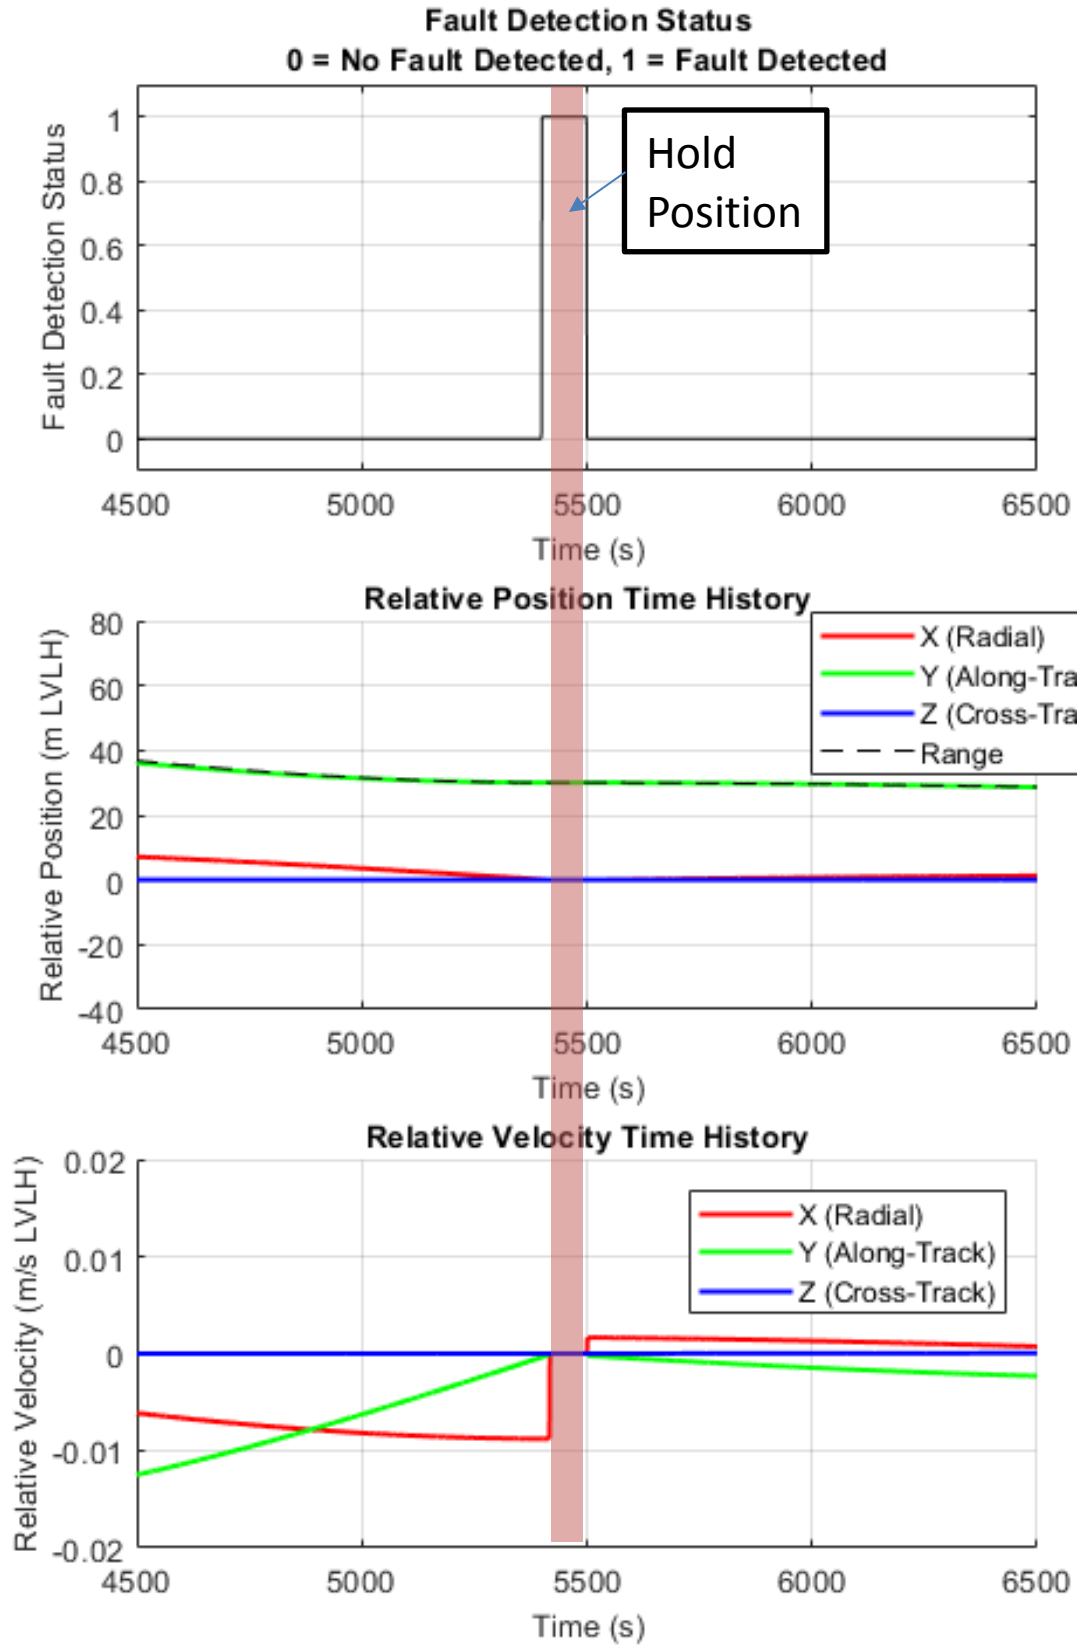 Fault Detection Status
0 = No Fault Detected, 1 = Fault Detected
Fault Detection Status
1
0.8
0.6
0.4
0.2
0
Hold
Position
4500 5000 5500 6000 6500
Time (s)
Relative Position Time History
Relative Position (m LVLH)
80
60
40
20
0
-20
-40
X (Radial)
Y (Along-Tra
Z (Cross-Tra
Range
4500 5000 5500 6000 6500
Time (s)
Relative Velocity Time History
Relative Velocity (m/s LVLH)
0.02
0.01
0
-0.01
-0.02
X (Radial)
Y (Along-Track)
Z (Cross-Track)
4500 5000 5500 6000 6500
Time (s)